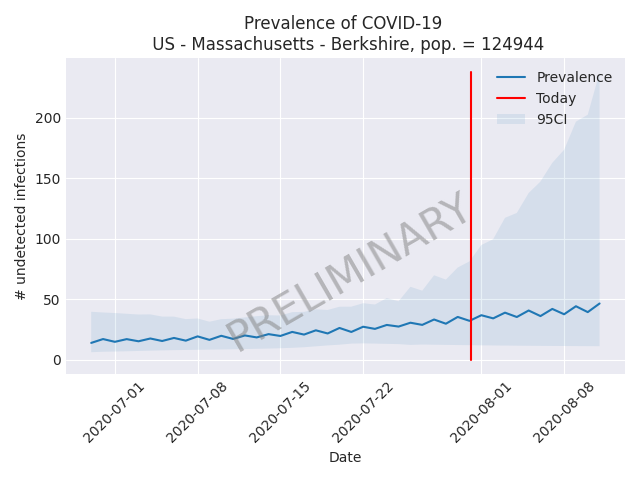 Prevalence of COVID-19
US - Massachusetts - Berkshire, pop. = 124944
Prevalence
Today
95CI
200
150
100
50
0
# undetected infections
PRELIMINARY
2020-07-01
2020-07-08
2020-07-15
2020-07-22
2020-08-01
2020-08-08
Date